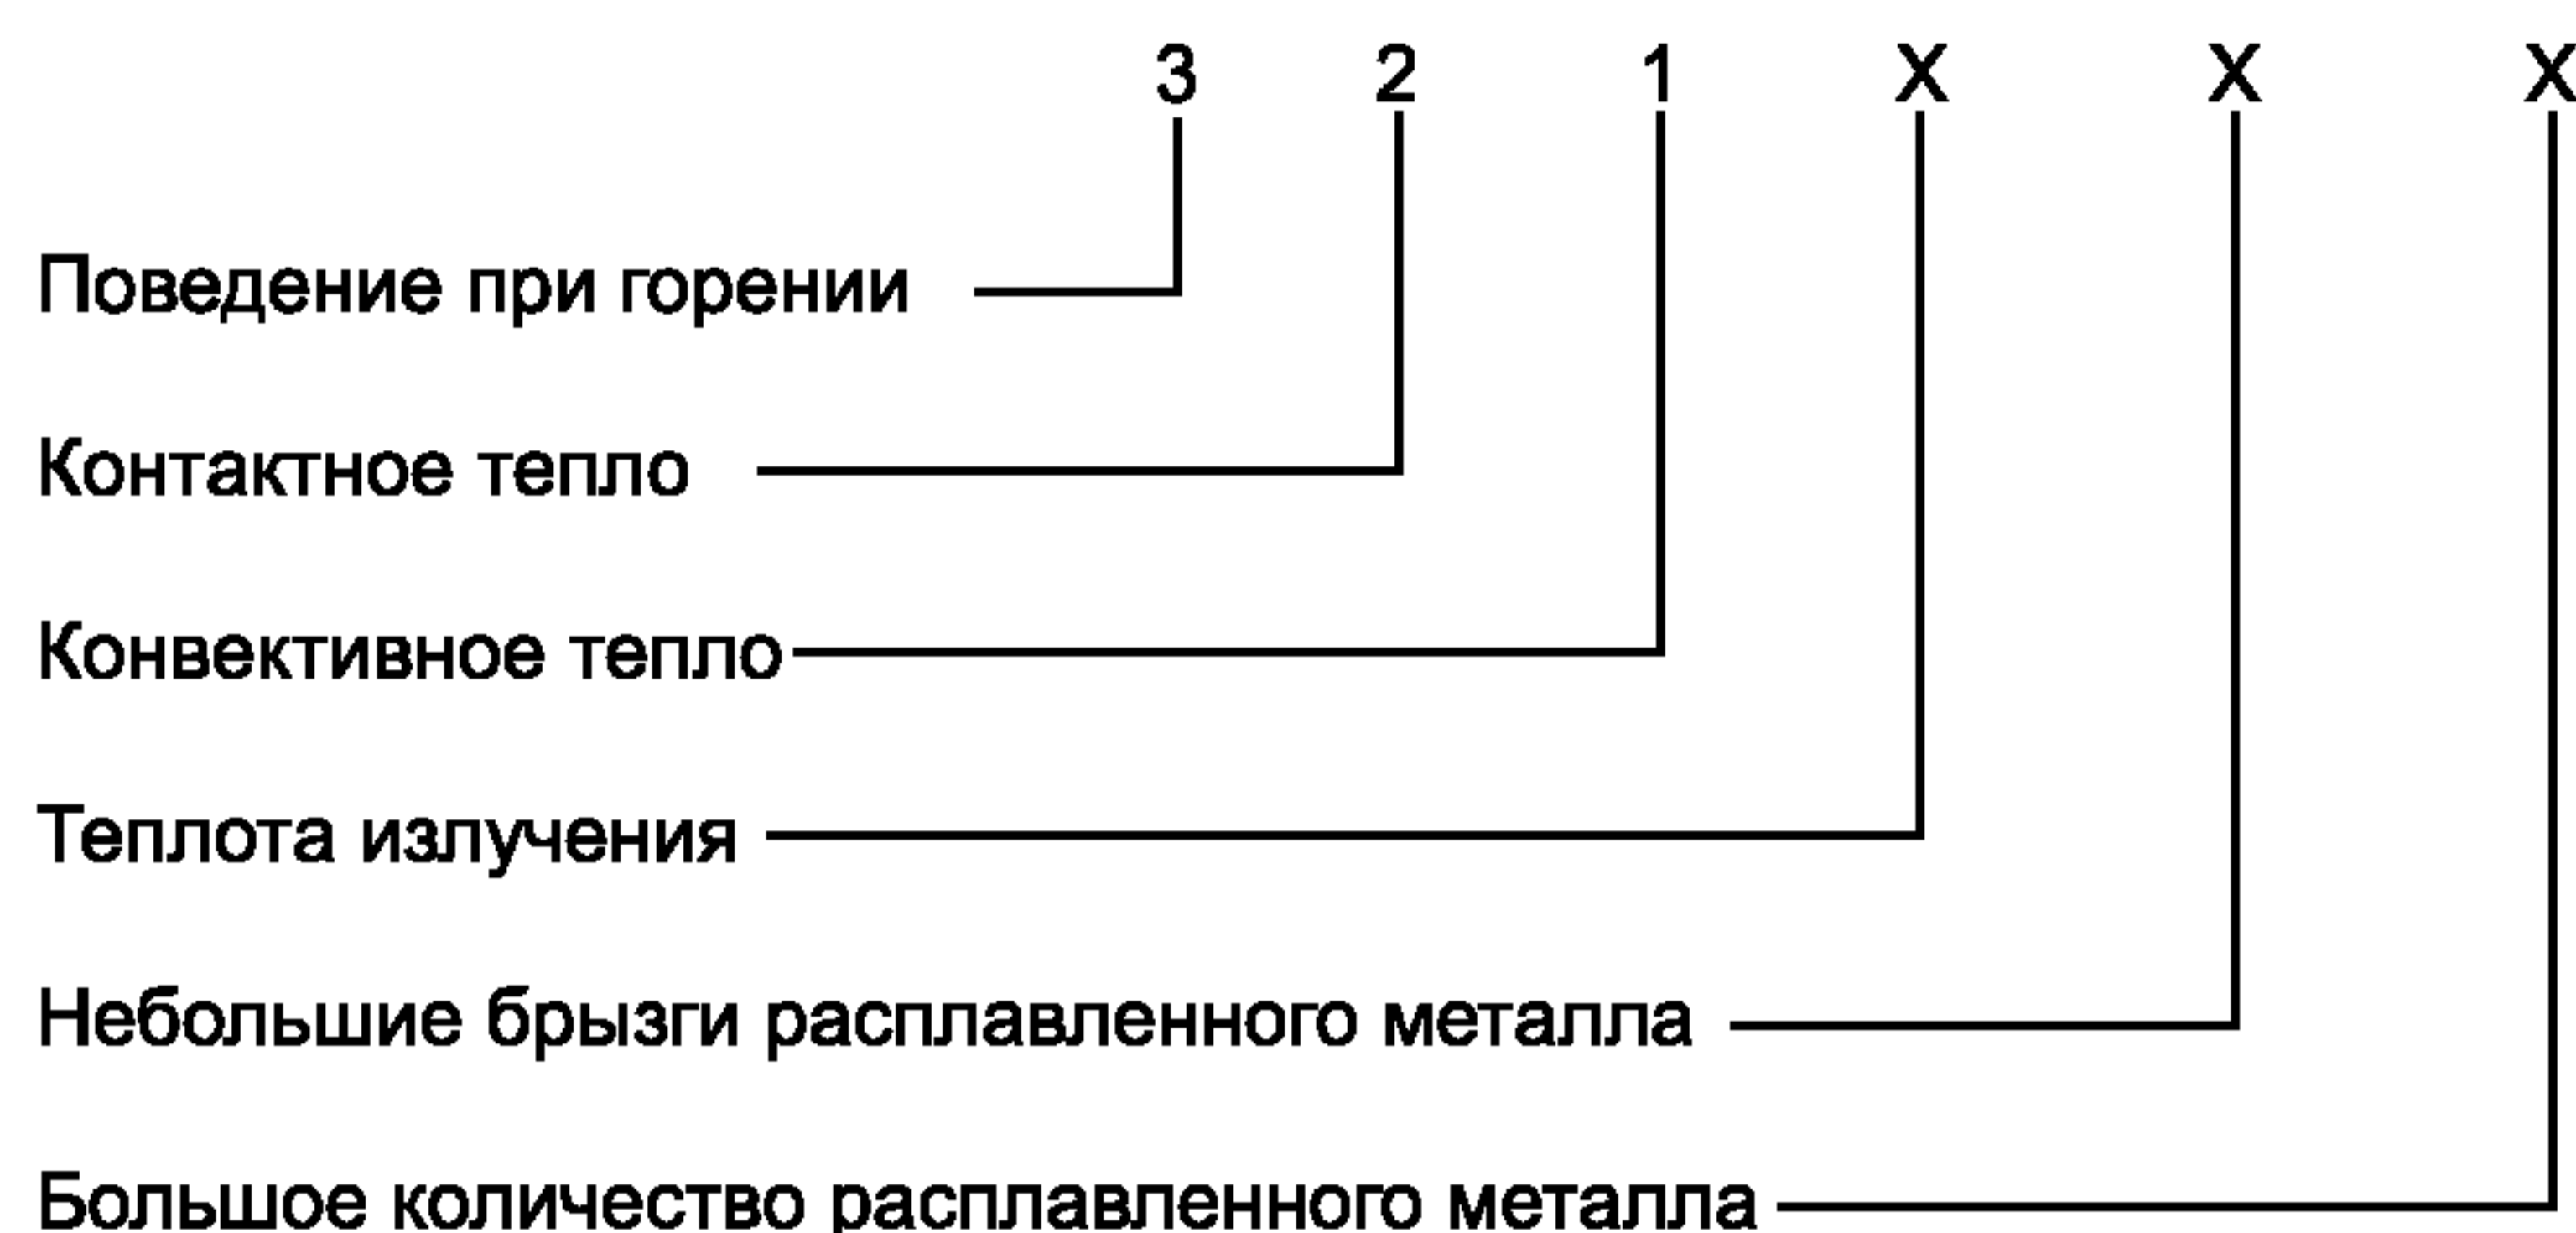 3 2 1 X X X
Поведение при горении
Контактное тепло
Конвективное тепло
Теплота излучения
Небольшие брызги расплавленного металла
Большое количество расплавленного металла